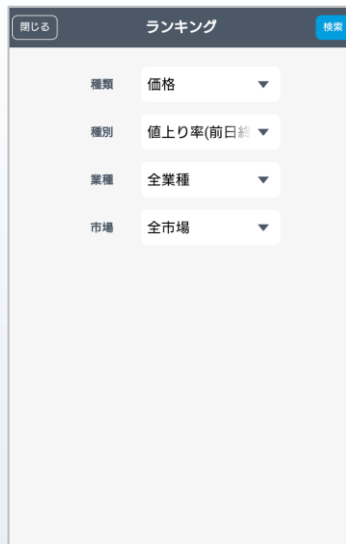 閉じる ランキング 検索
種類 価格
種別 値上り率(前日終
業種 全業種
市場 全市場